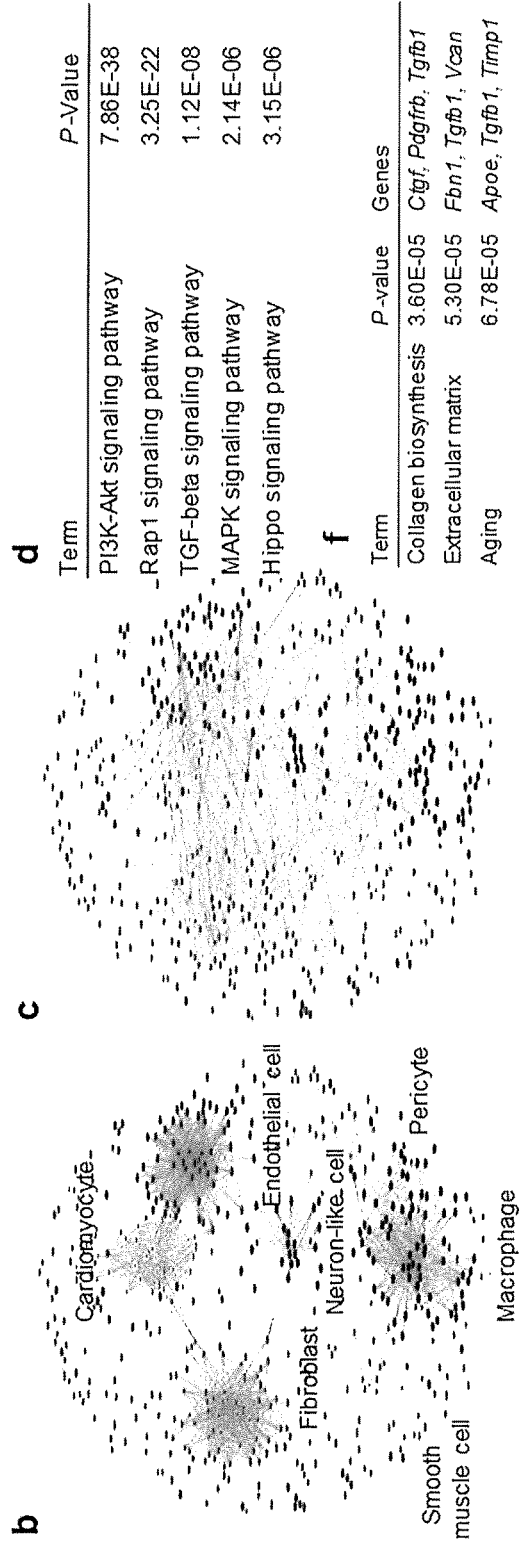 b
Cardiomyocyte
Fibroblast
Endothelial cell
Neuron-like cell
Smooth
muscle cell
Pericyte
Macrophage
c
d
Term P-Value
PI3K-Akt signaling pathway 7.86E-38
Rap1 signaling pathway 3.25E-22
TGF-beta signaling pathway 1.12E-08
MAPK signaling pathway 2.14E-06
Hippo signaling pathway 3.15E-06
f
Term P-value Genes
Collagen biosynthesis 3.60E-05 Ctgf, Pdgfrb, Tgfb1
Extracellular matrix 5.30E-05 Fbn1, Tgfb1, Vcan
Aging 6.78E-05 Apoe, Tgfb1, Timp1